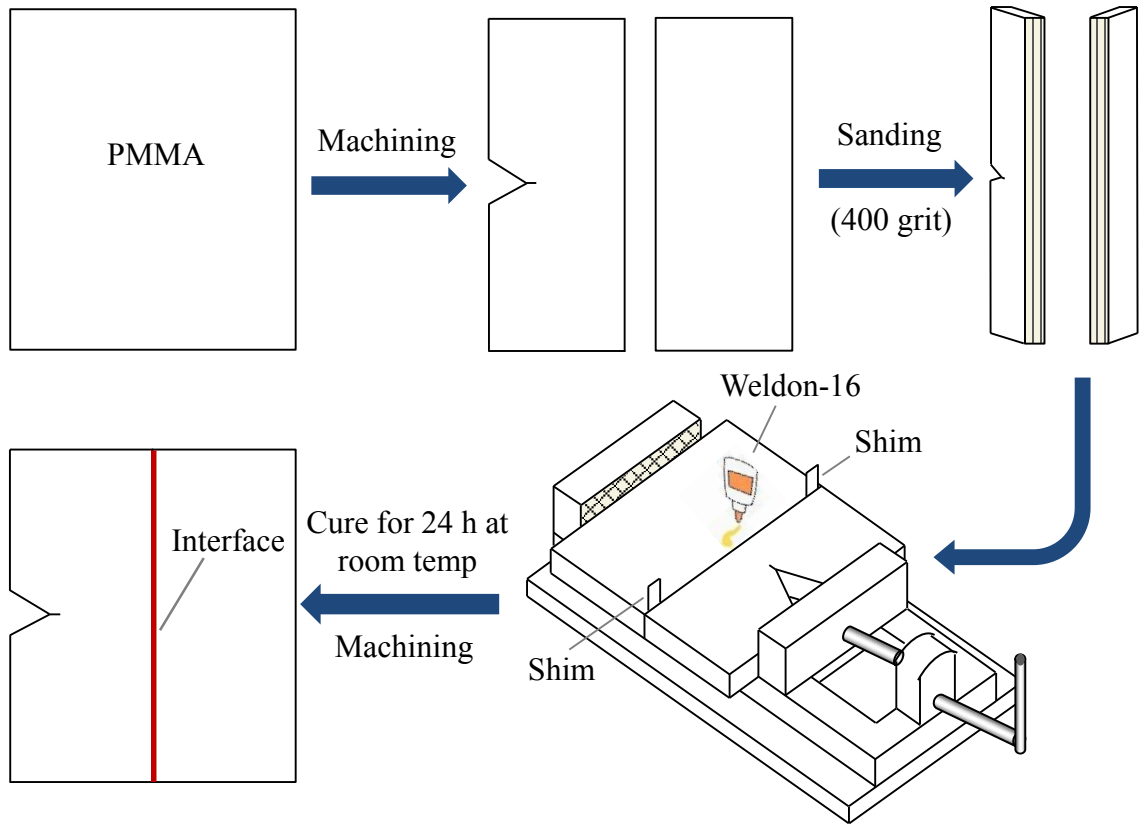 PMMA
Machining
Sanding
(400 grit)
Weldon-16
Shim
Shim
Cure for 24 h at
room temp
Machining
Interface